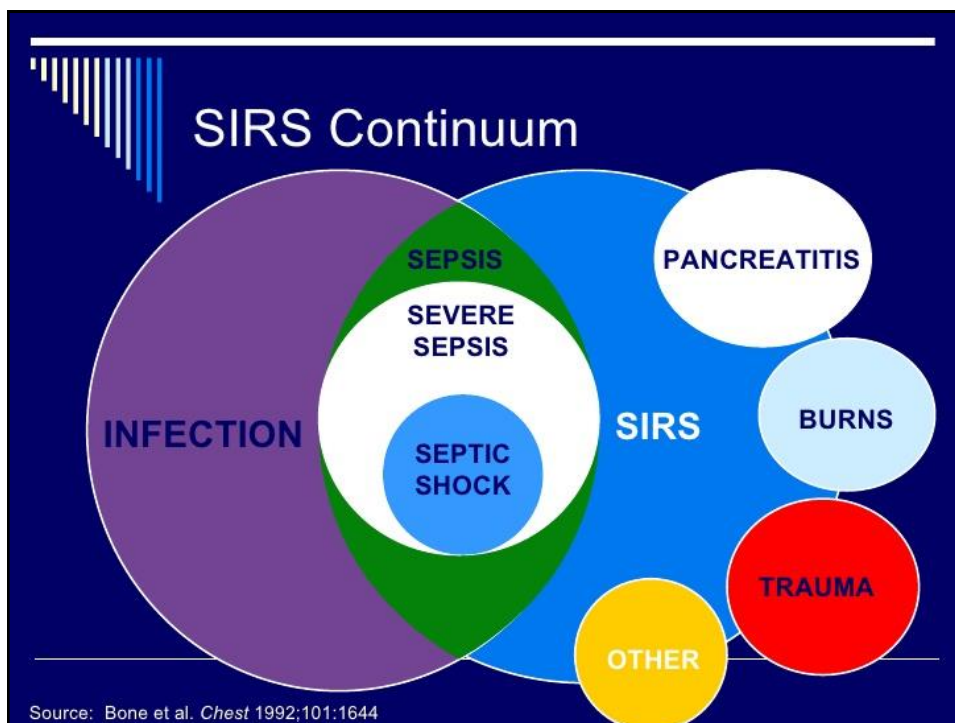 SIRS Continuum
SEPSIS
PANCREATITIS
SEVERE
SEPSIS
BURNS
INFECTION
SIRS
SEPTIC
SHOCK
TRAUMA
OTHER
Source: Bone et al. Chest 1992;101:1644